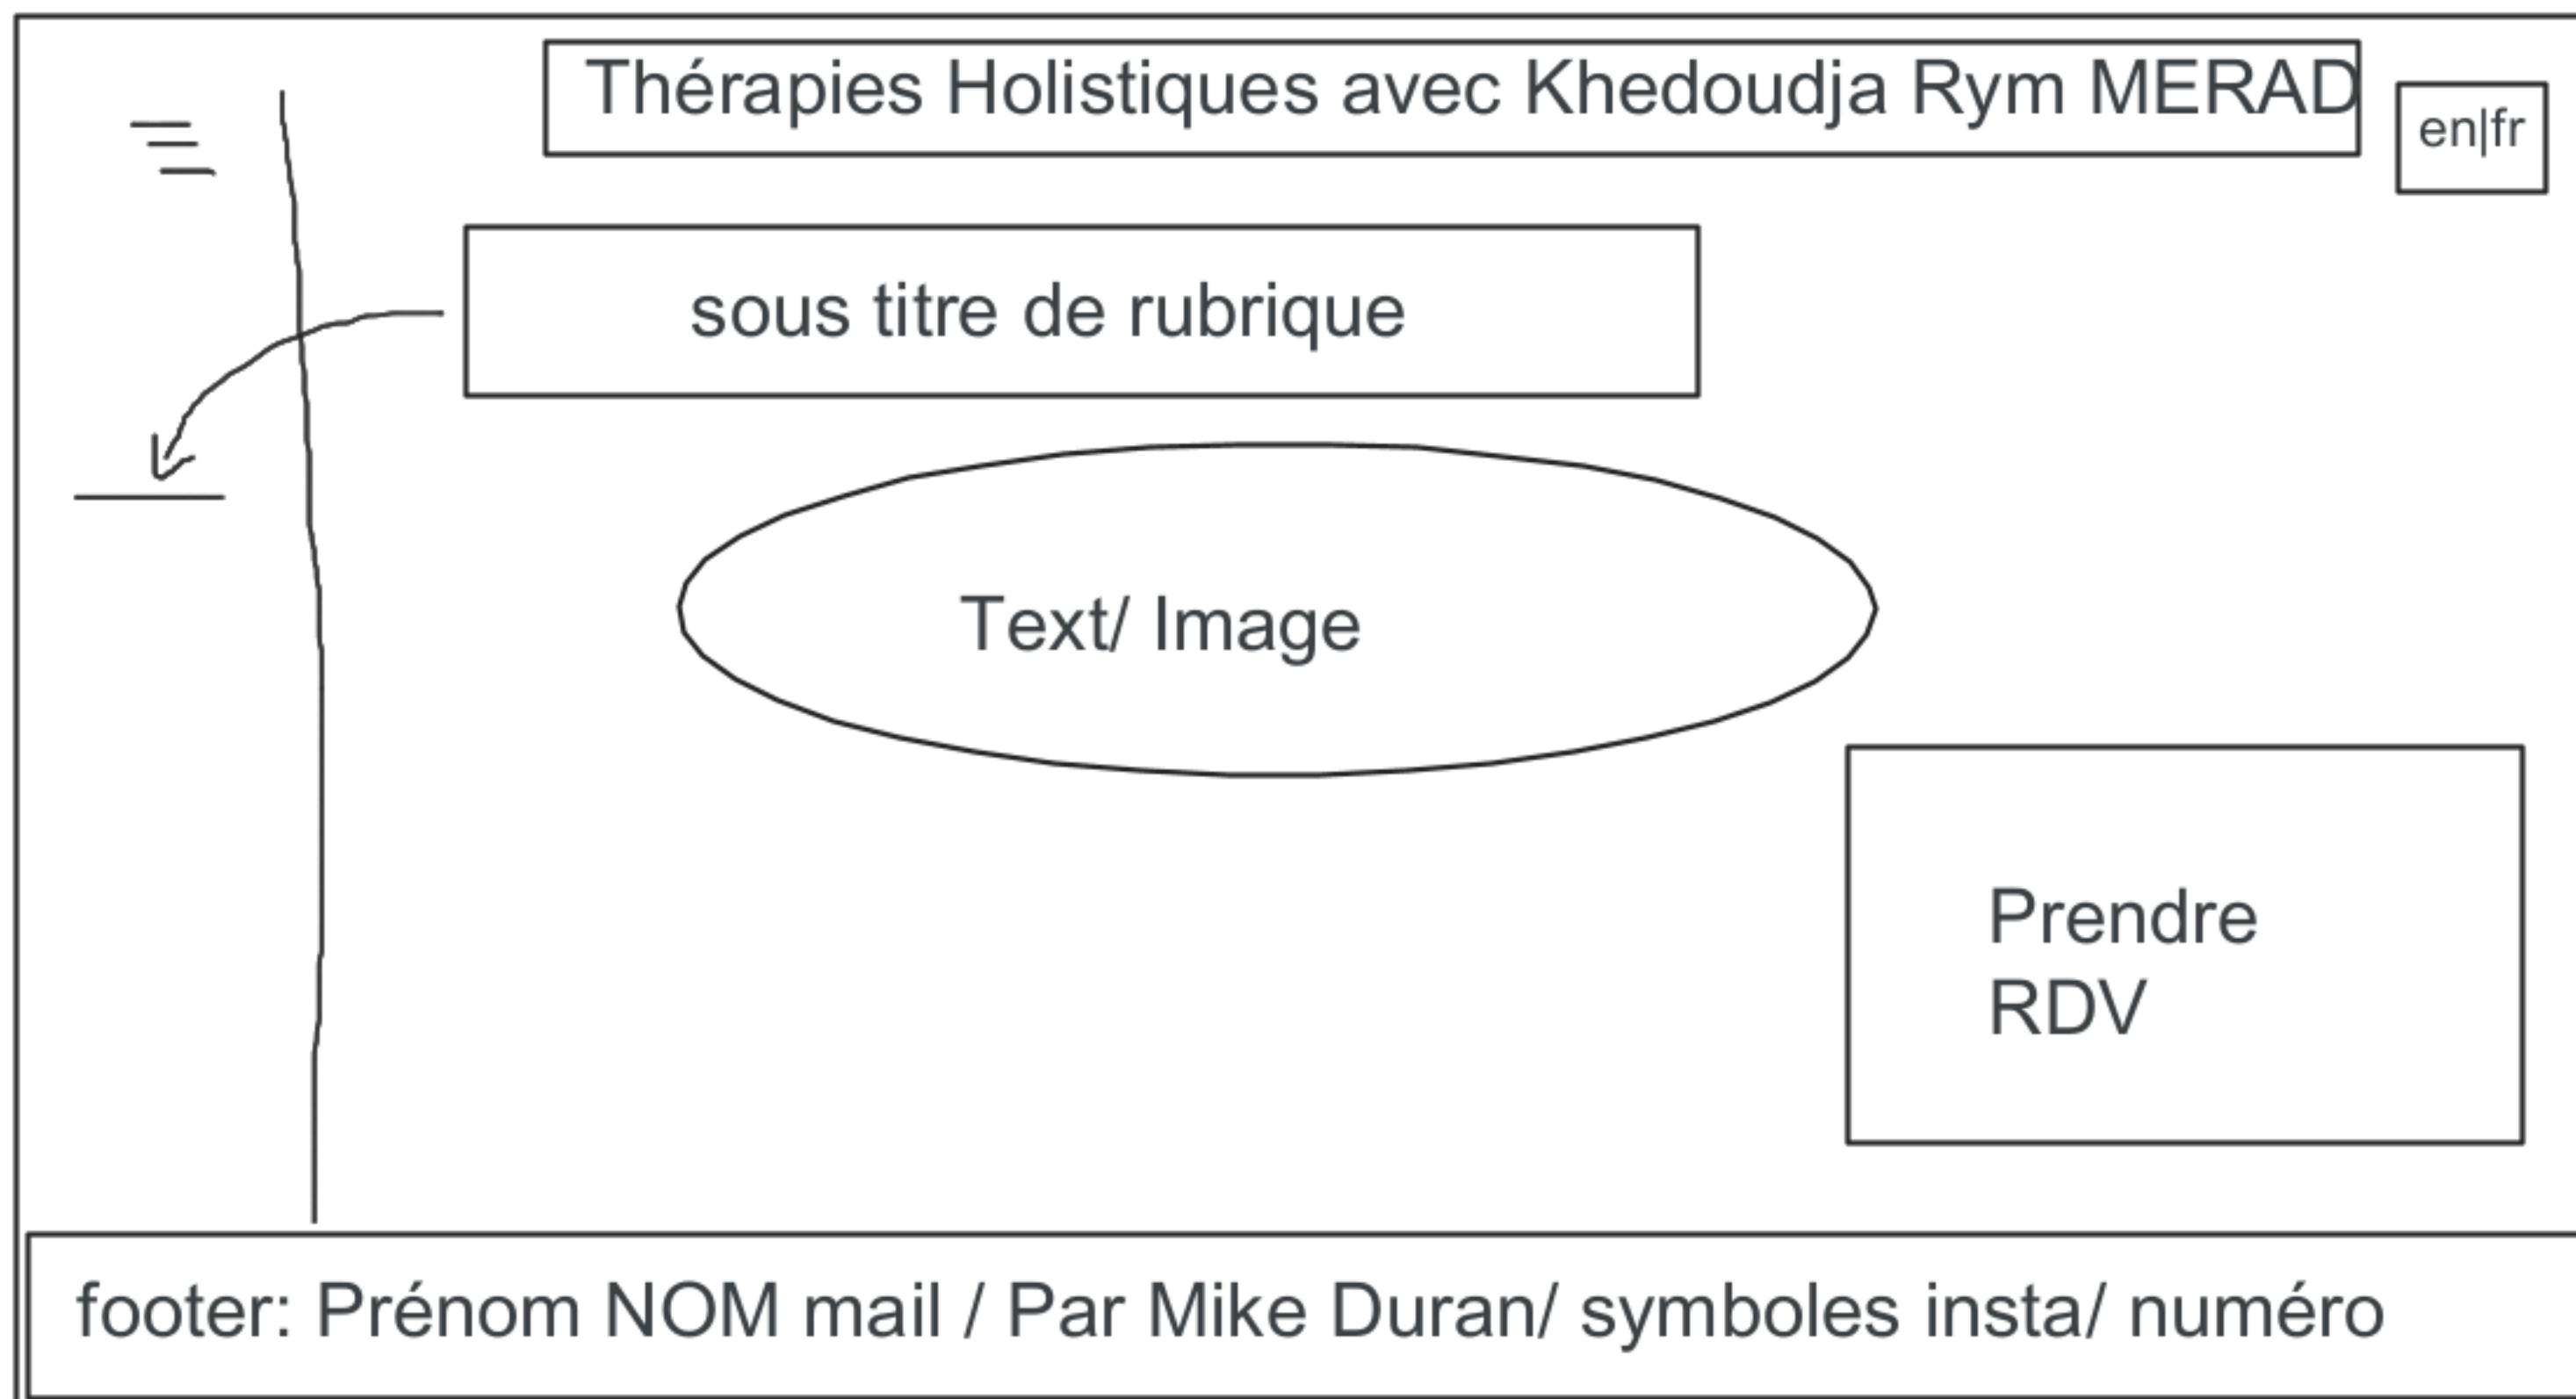 Thérapies Holistiques avec Khedoudja Rym MERAD
en|fr
sous titre de rubrique
Text/ Image
Prendre
RDV
footer: Prénom NOM mail / Par Mike Duran/ symboles insta/ numéro